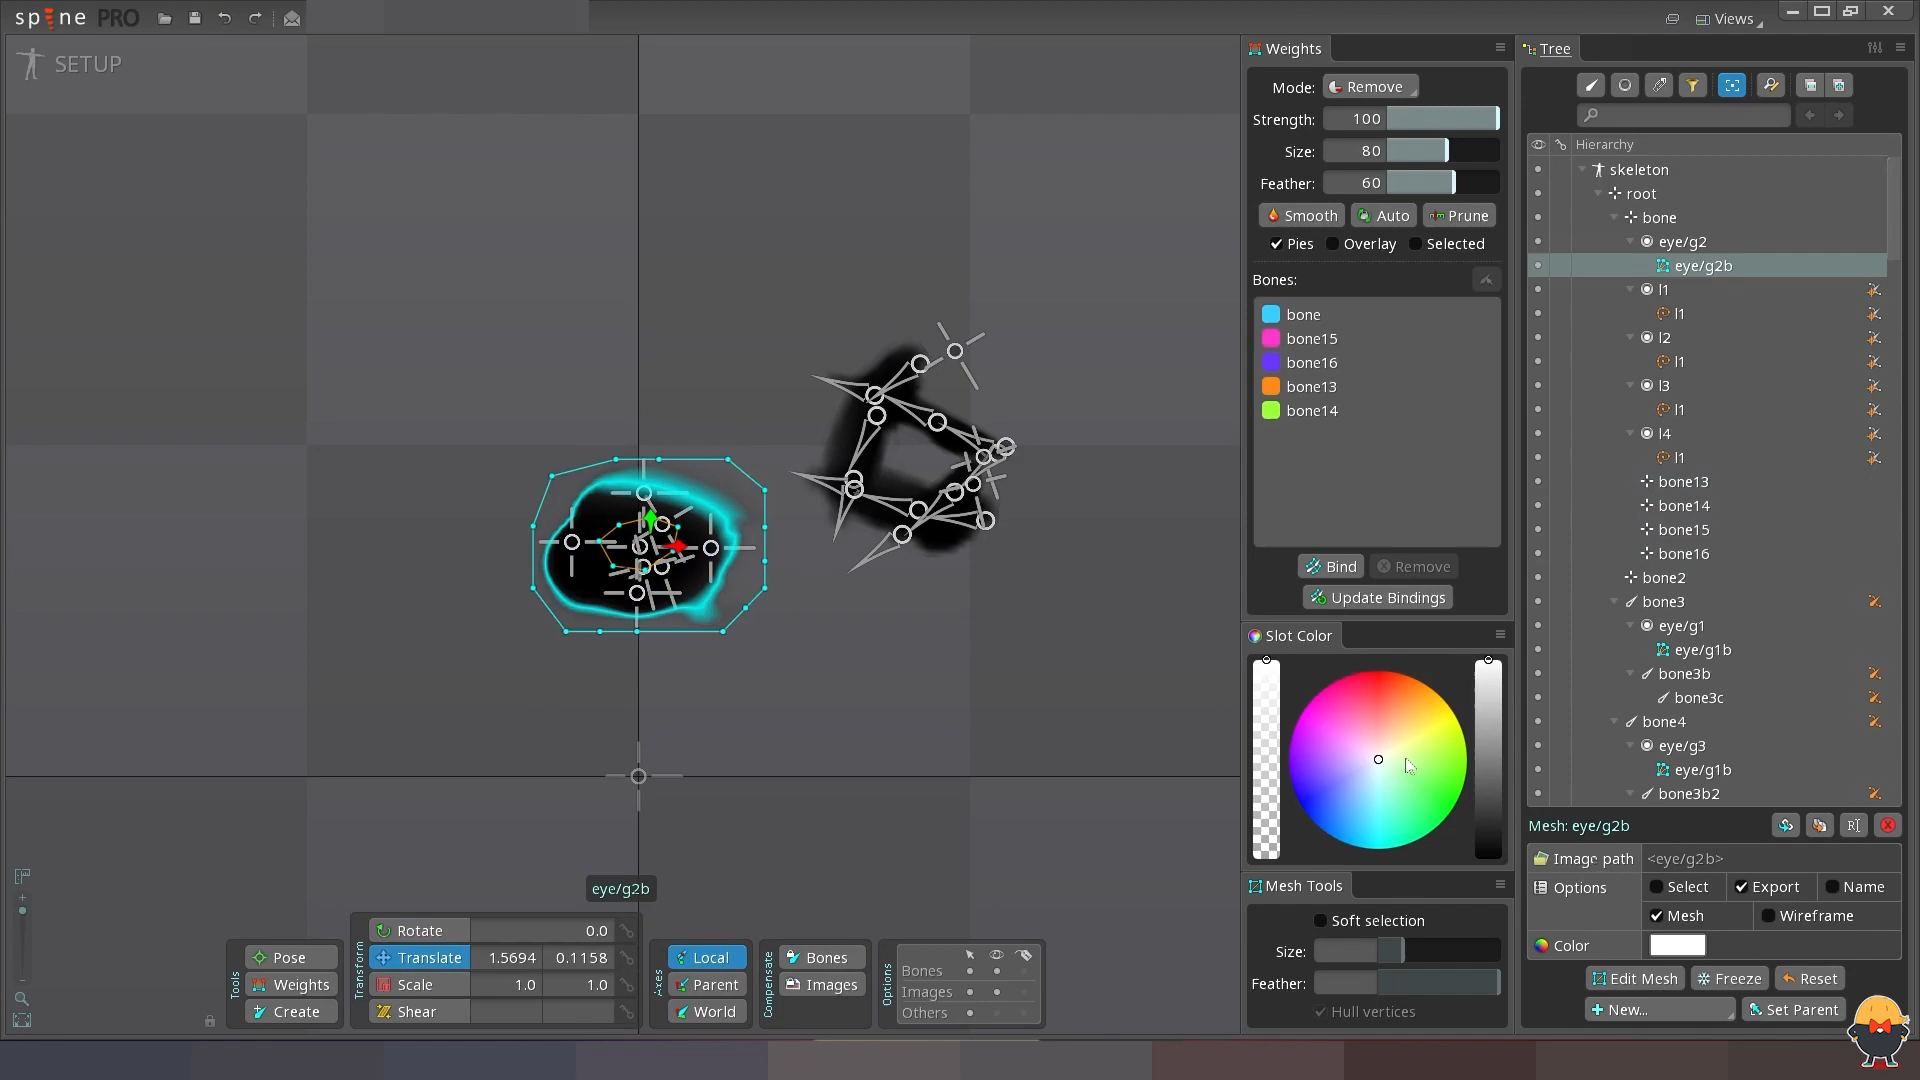 spine PRO
Views
SETUP
eye/g2b
Tools
Pose
Weights
Create
Transform
Rotate 0.0
Translate 1.5694 0.1158
Scale 1.0 1.0
Shear
Axes
Local
Parent
World
Compensate
Bones
Images
Options
Bones
Images
Others
Weights
Mode: Remove
Strength: 100
Size: 80
Feather: 60
Smooth Auto Prune
Pies Overlay Selected
Bones:
bone
bone15
bone16
bone13
bone14
Bind Remove
Update Bindings
Slot Color
Mesh Tools
Soft selection
Size:
Feather:
Hull vertices
Tree
Hierarchy
skeleton
root
bone
eye/g2
eye/g2b
l1
l1
l2
l1
l3
l1
l4
l1
bone13
bone14
bone15
bone16
bone2
bone3
eye/g1
eye/g1b
bone3b
bone3c
bone4
eye/g3
eye/g1b
bone3b2
Mesh: eye/g2b
Image path <eye/g2b>
Options Select Export Name
Mesh Wireframe
Color
Edit Mesh Freeze Reset
New... Set Parent